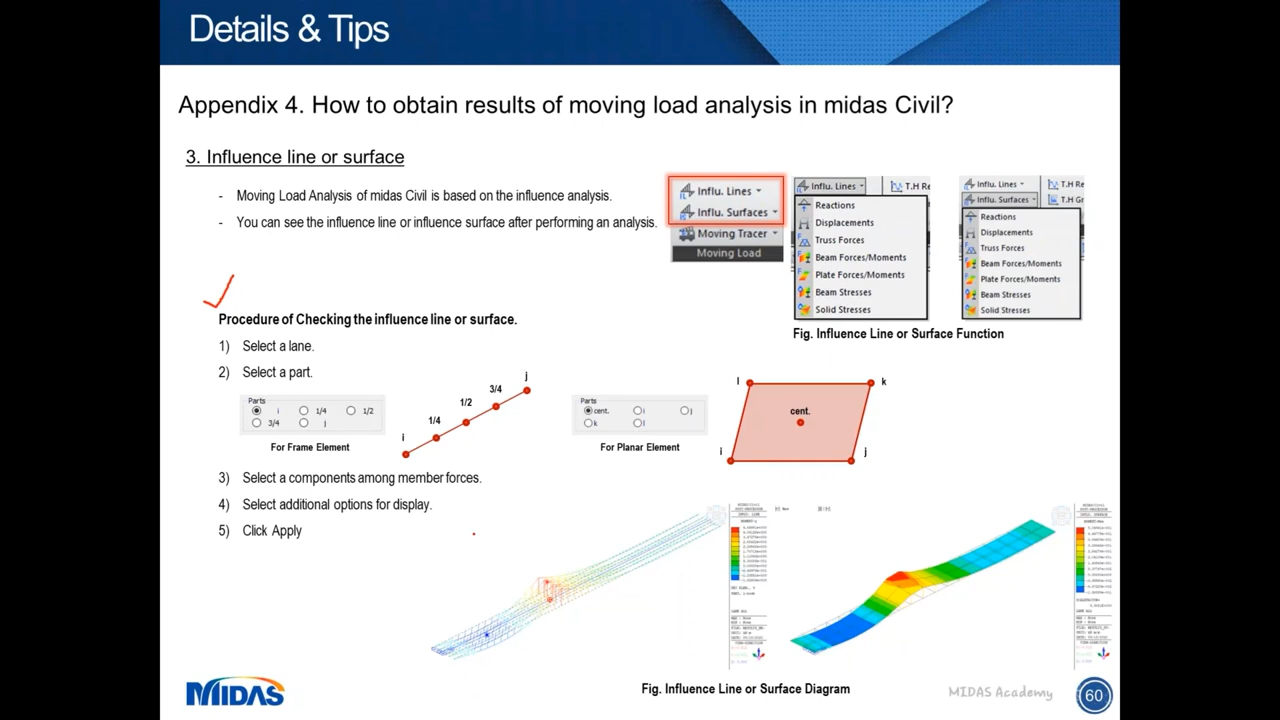 Details & Tips
Appendix 4. How to obtain results of moving load analysis in midas Civil?
3. Influence line or surface
- Moving Load Analysis of midas Civil is based on the influence analysis.
- You can see the influence line or influence surface after performing an analysis.
Influ. Lines
Influ. Surfaces
Moving Tracer
Moving Load
Influ. Lines
T.H Re
Reactions
Displacements
Truss Forces
Beam Forces/Moments
Plate Forces/Moments
Beam Stresses
Solid Stresses
Influ. Lines
T.H Re
Influ. Surfaces
T.H Gr
Reactions
Displacements
Truss Forces
Beam Forces/Moments
Plate Forces/Moments
Beam Stresses
Solid Stresses
Fig. Influence Line or Surface Function
Procedure of Checking the influence line or surface.
1) Select a lane.
2) Select a part.
Parts
i 1/4 1/2
3/4 j
For Frame Element
i
1/4
1/2
3/4
j
Parts
cent. i j
k l
For Planar Element
l
k
cent.
i
j
3) Select a components among member forces.
4) Select additional options for display.
5) Click Apply
Fig. Influence Line or Surface Diagram
MIDAS
MIDAS Academy
60